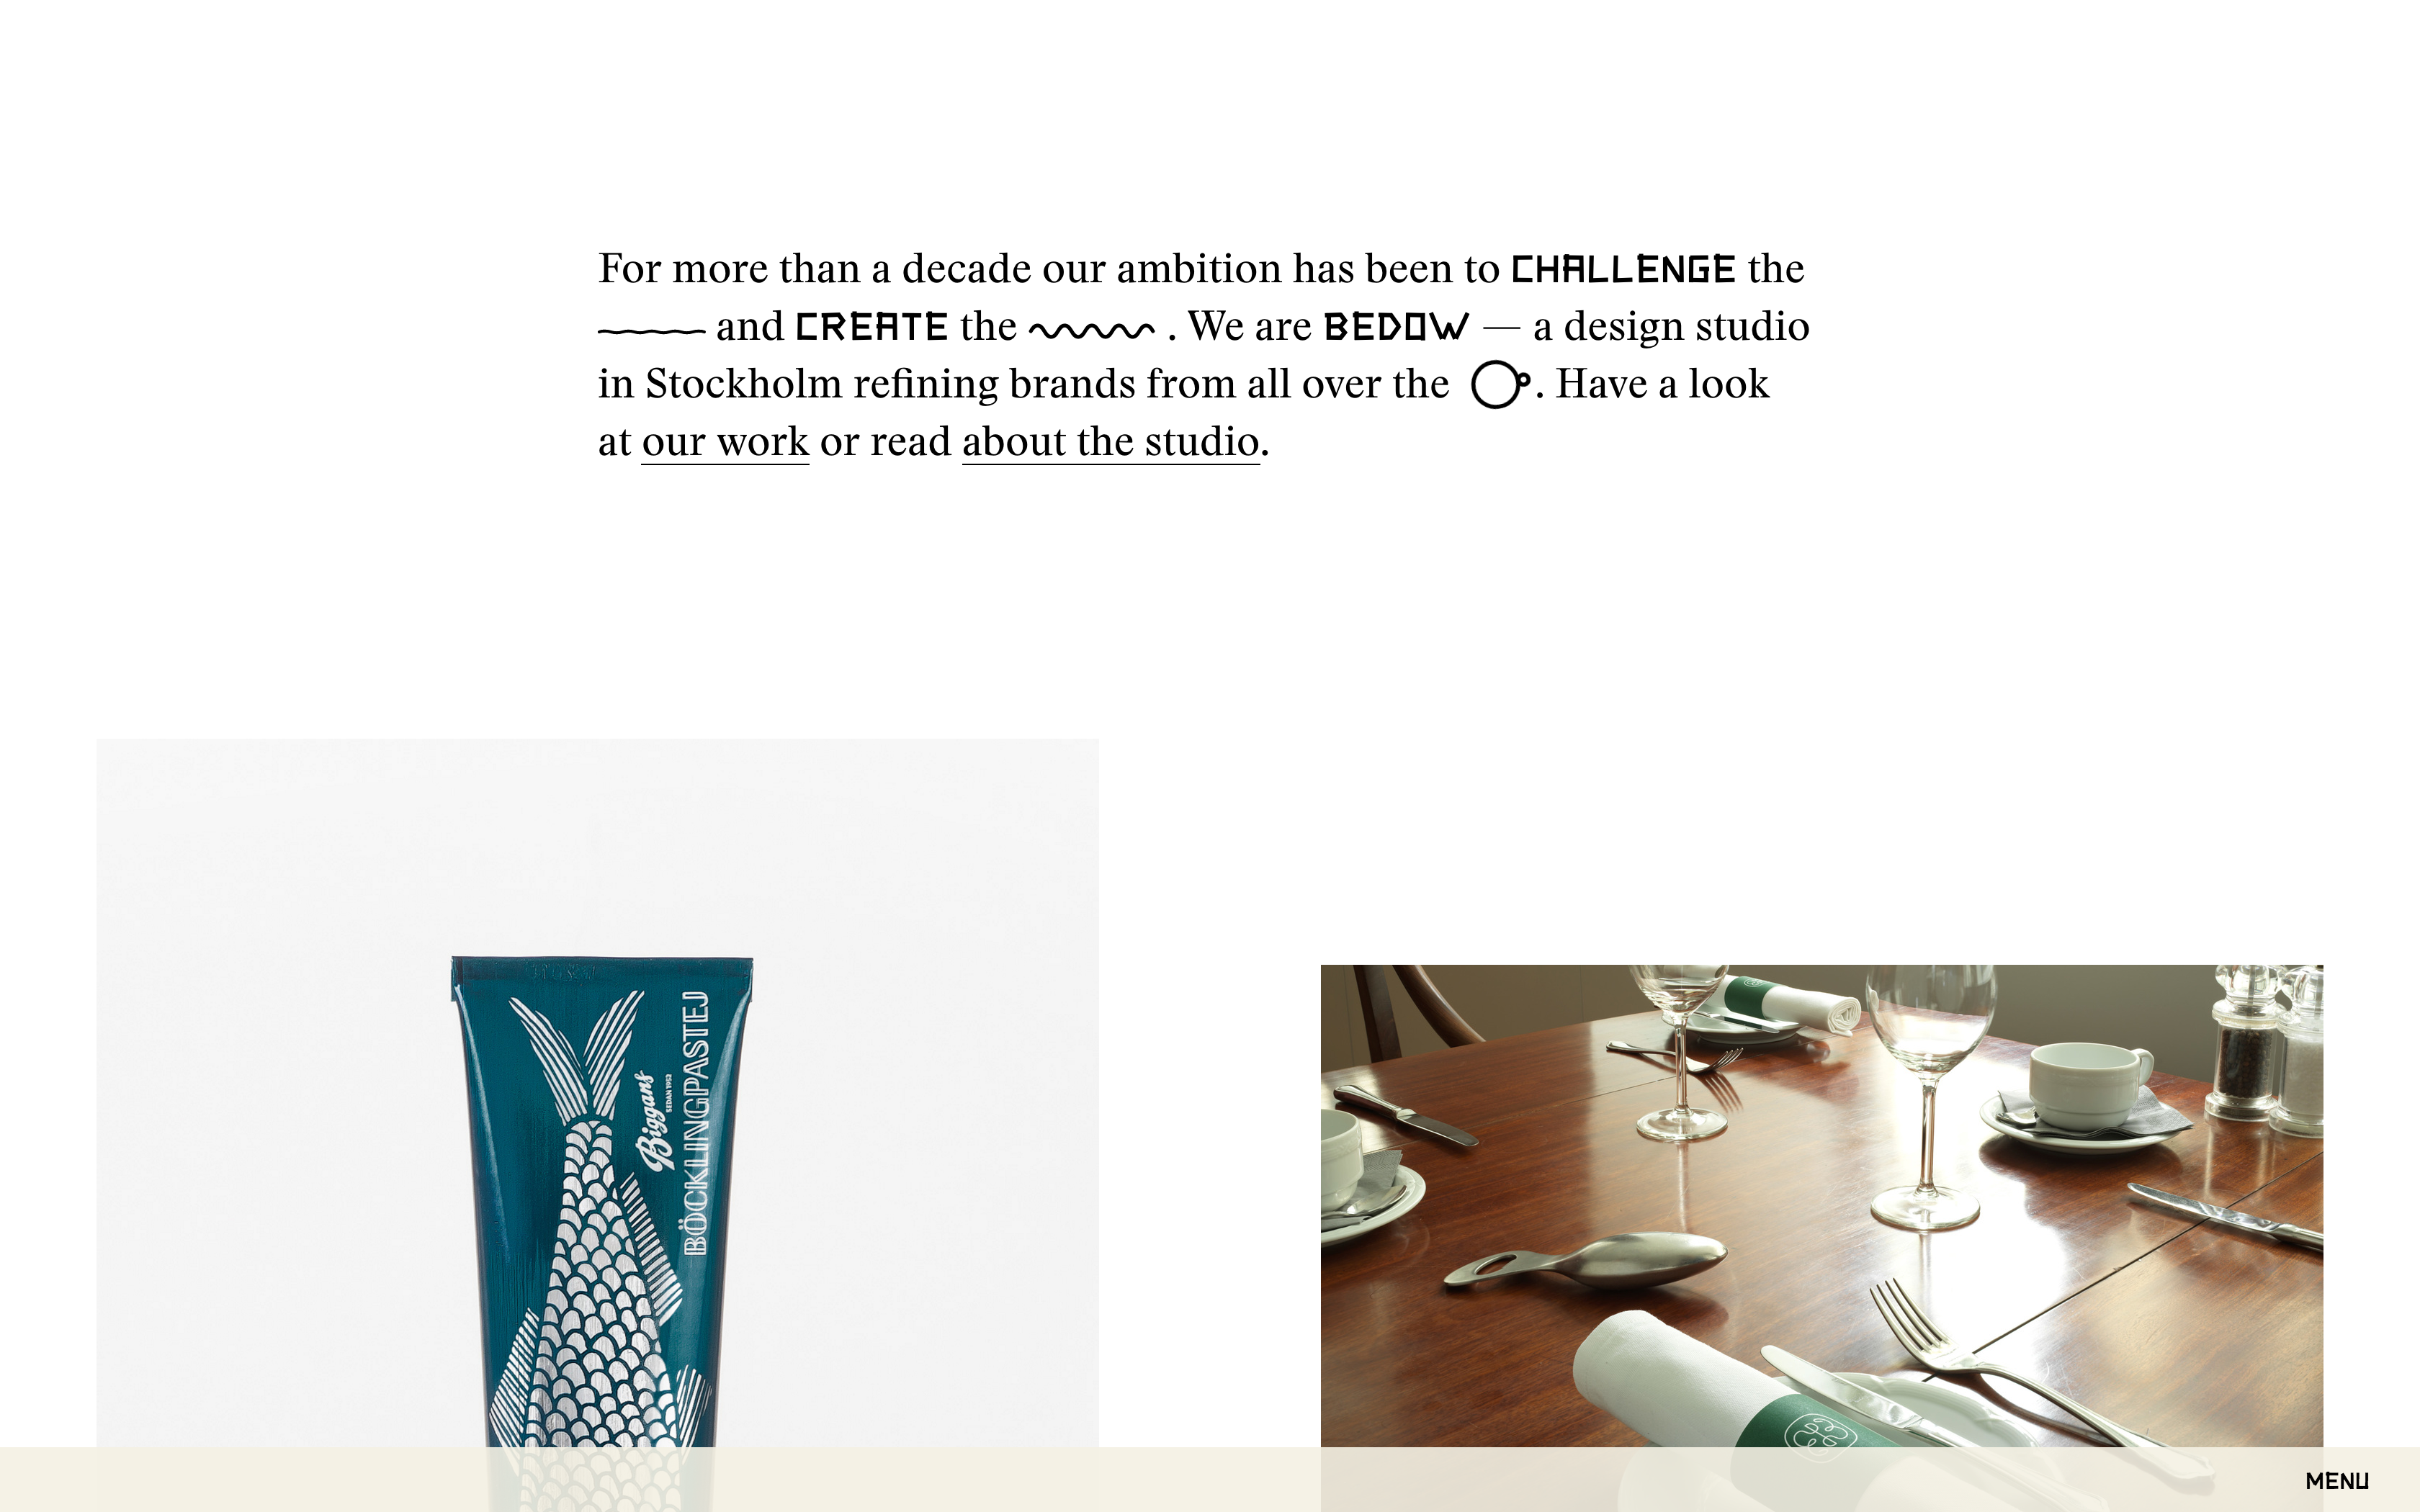 For more than a decade our ambition has been to CHALLENGE the
and CREATE the . We are BEDOW — a design studio
in Stockholm refining brands from all over the . Have a look
at our work or read about the studio.
Biggans
SEDAN 1953
BÖCKLINGPASTEJ
MENU